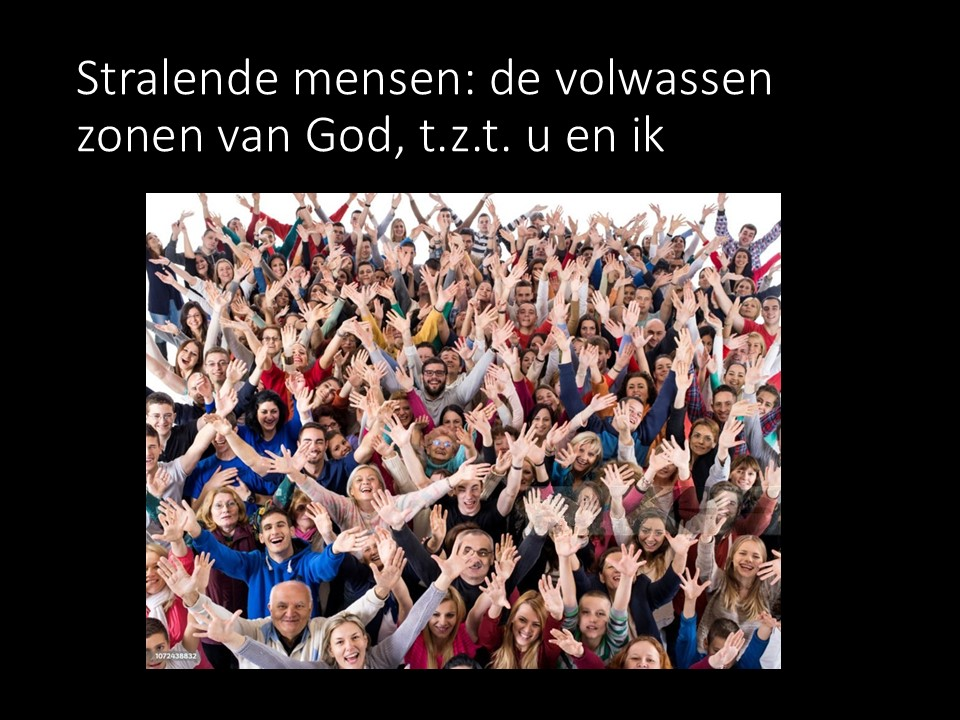 Stralende mensen: de volwassen
zonen van God, t.z.t. u en ik
1072438832